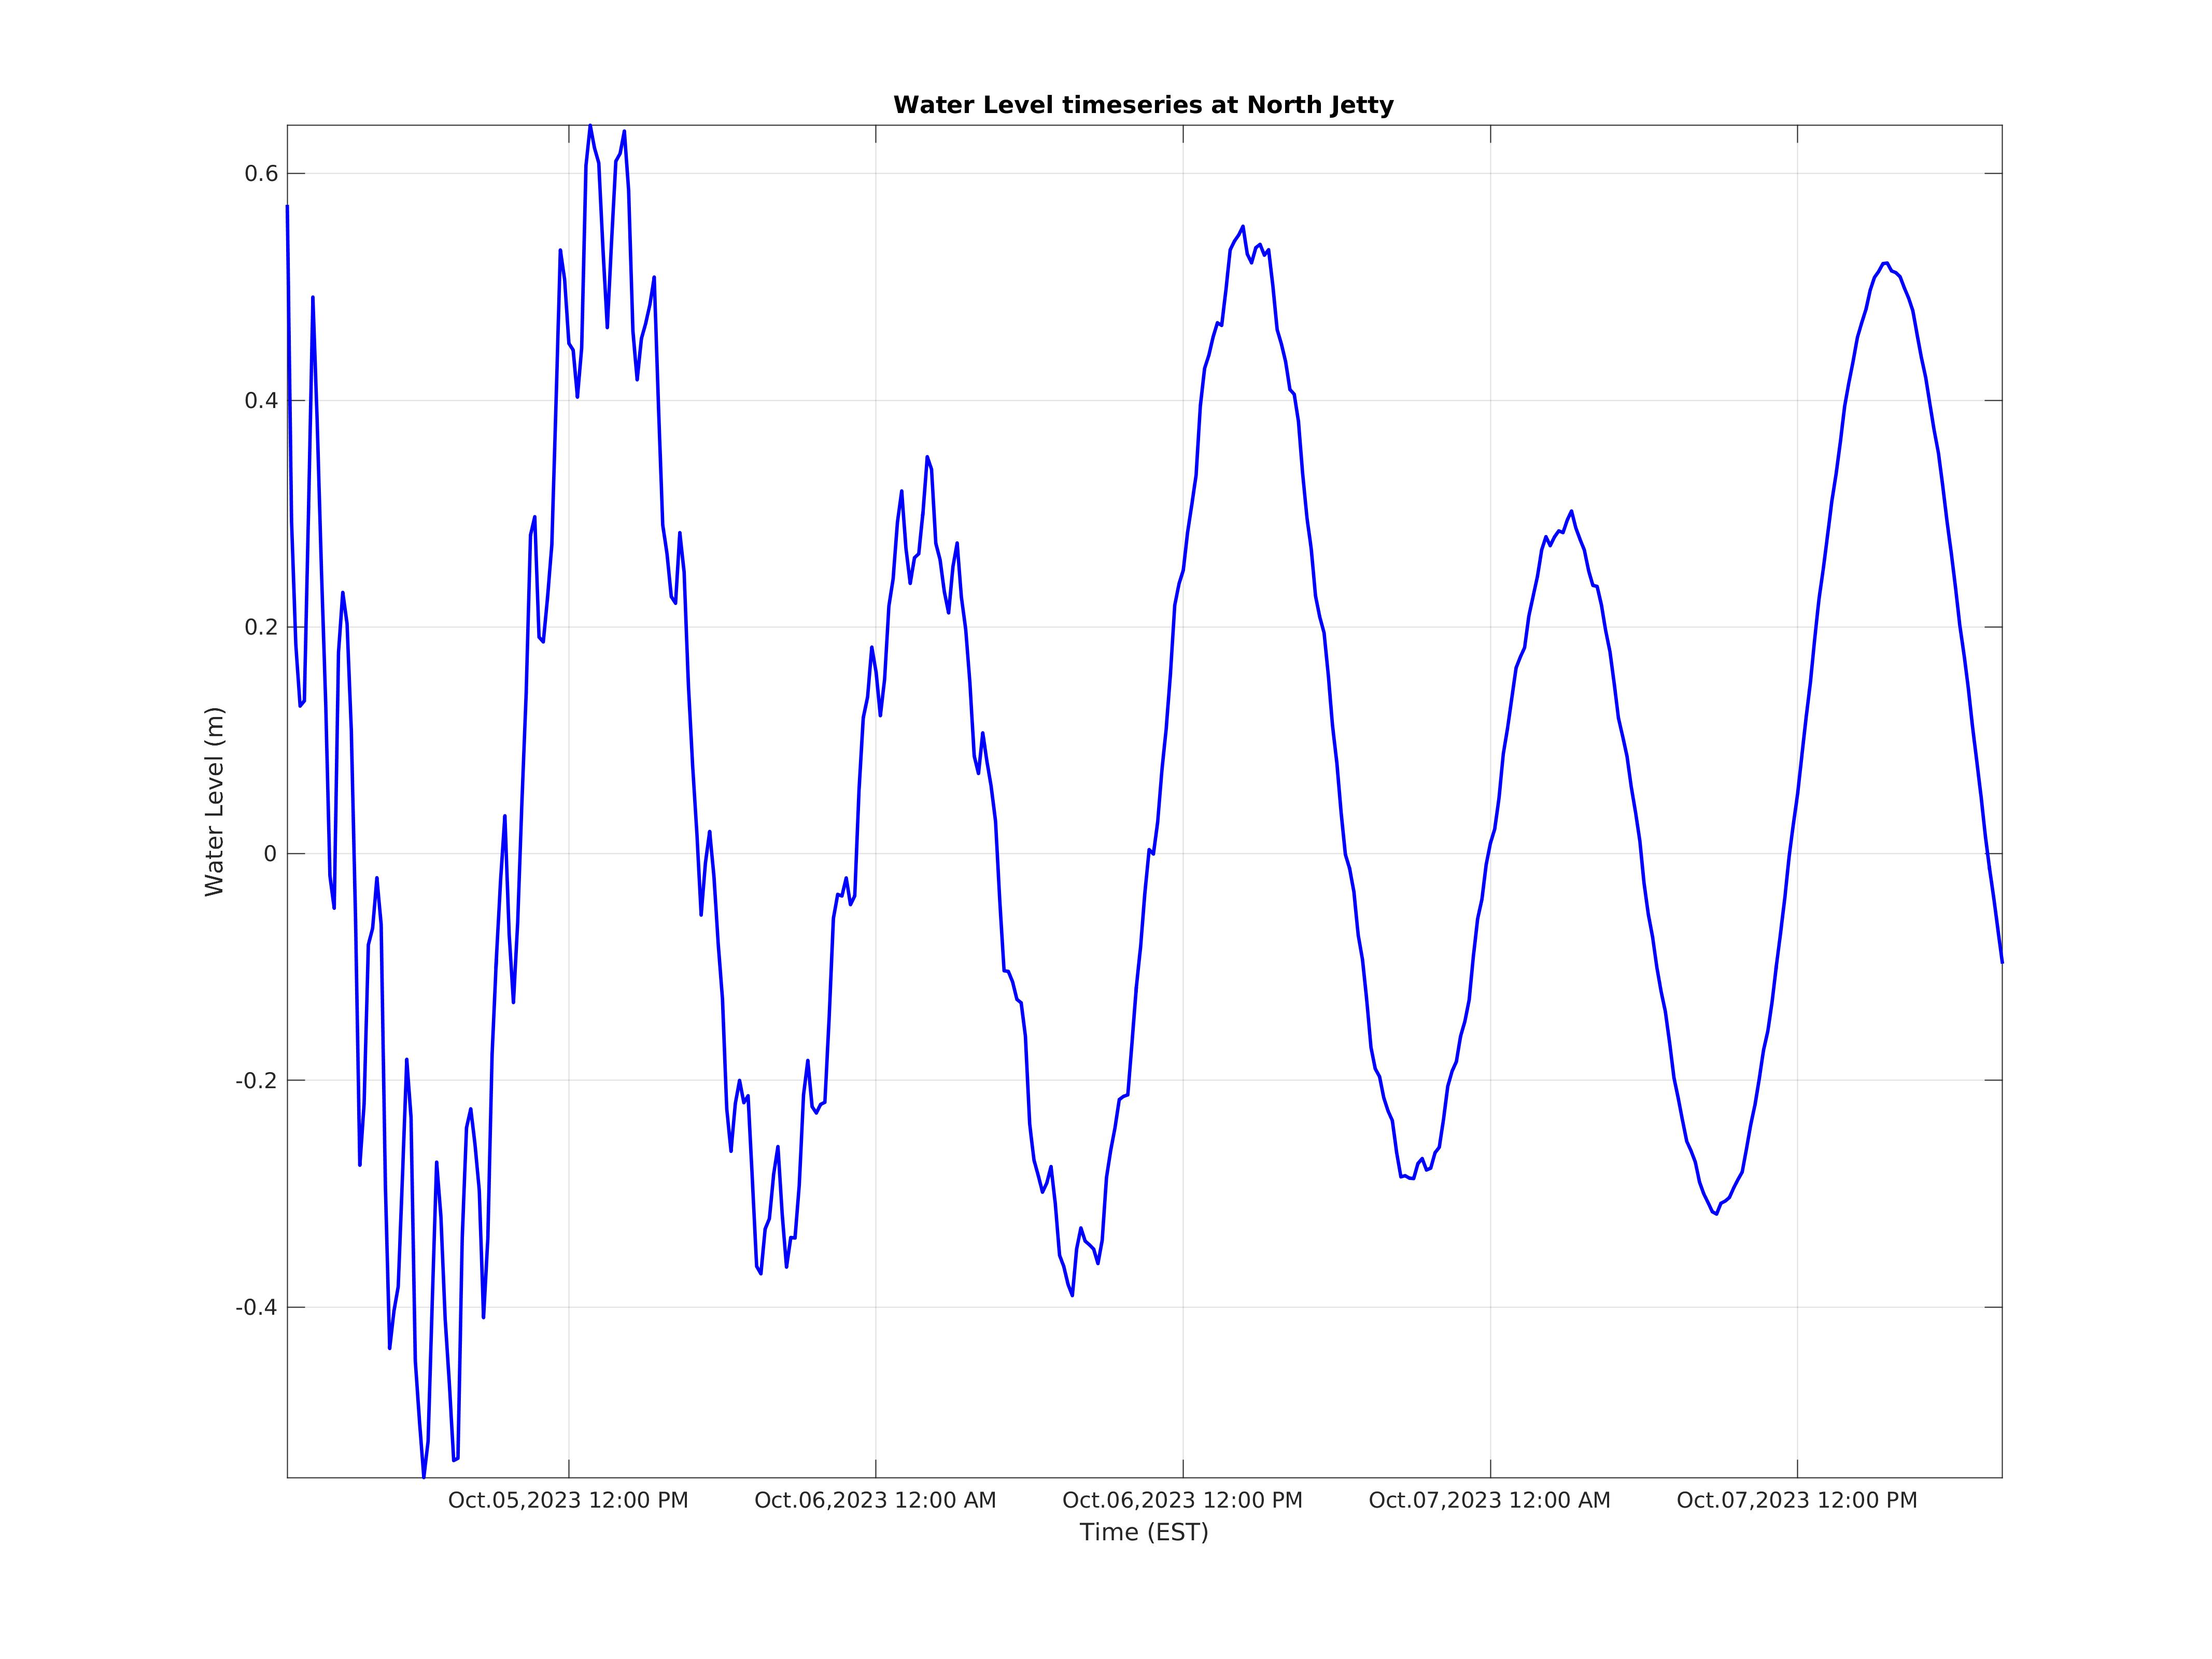 Water Level timeseries at North Jetty
0.6
0.4
0.2
0
-0.2
-0.4
Water Level (m)
Oct.05,2023 12:00 PM
Oct.06,2023 12:00 AM
Oct.06,2023 12:00 PM
Oct.07,2023 12:00 AM
Oct.07,2023 12:00 PM
Time (EST)